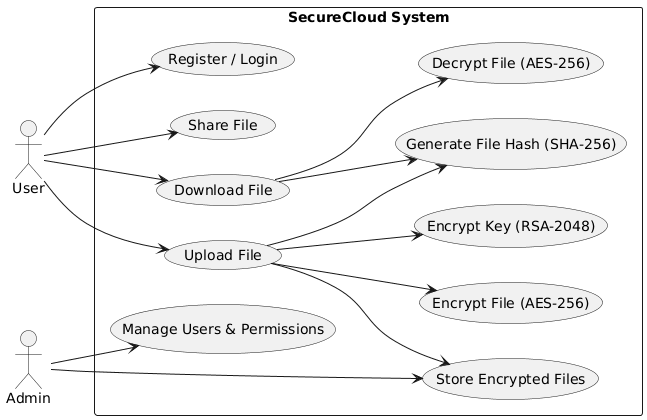 SecureCloud System
Register / Login
Decrypt File (AES-256)
Share File
Generate File Hash (SHA-256)
User
Download File
Encrypt Key (RSA-2048)
Upload File
Encrypt File (AES-256)
Manage Users & Permissions
Admin
Store Encrypted Files